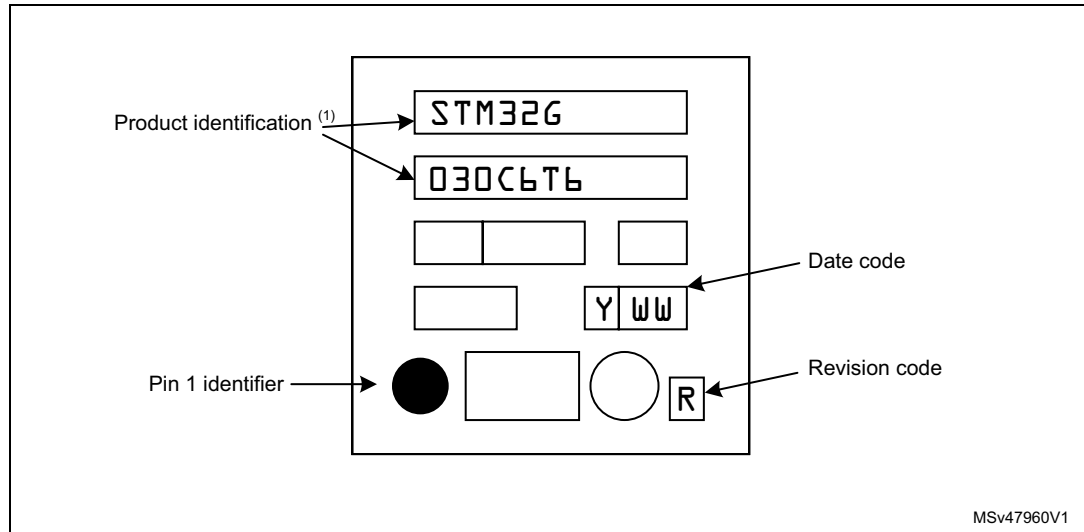 STM32G
Product identification (1)
030C6T6
Date code
Y WW
Revision code
Pin 1 identifier
R
MSv47960V1